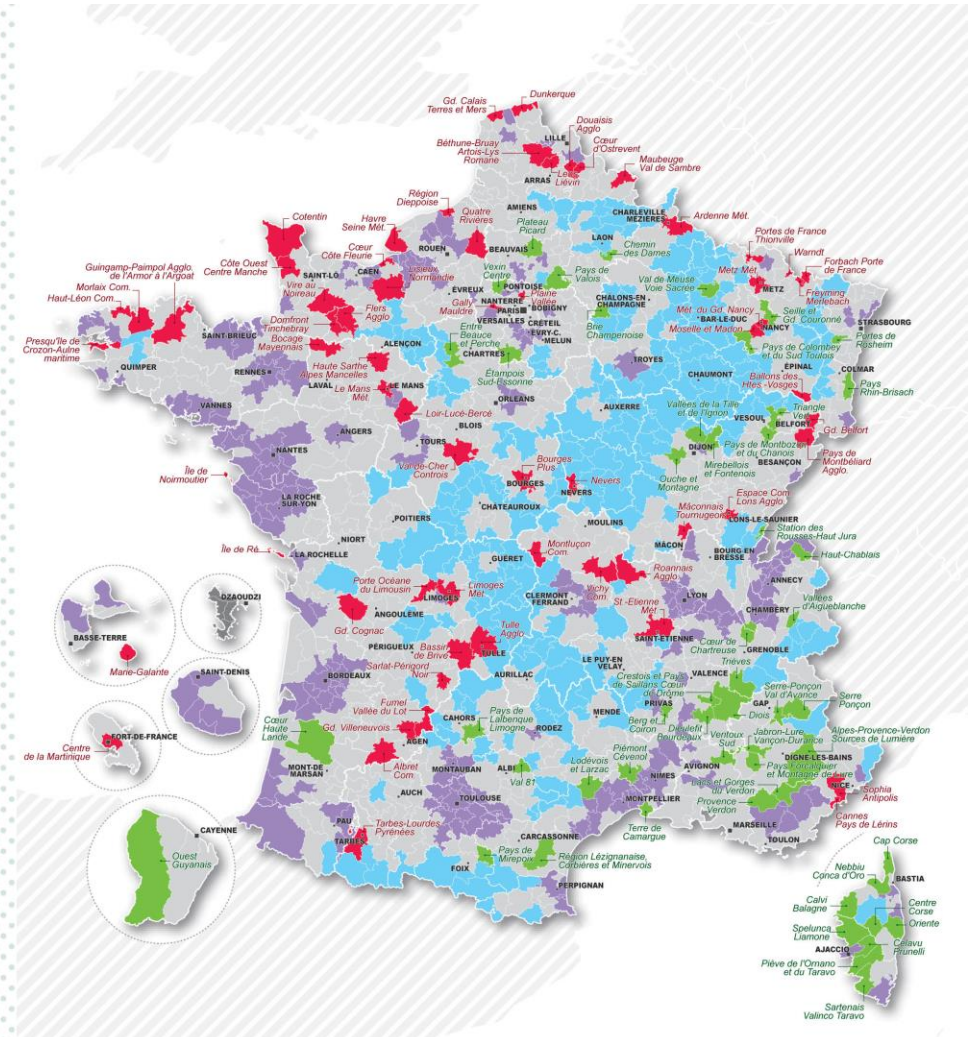 Dunkerque
Gd. Calais
Terres et Mers
Douaisis
Agglo
LILLE
Cœur
d'Ostrevent
Béthune-Bruay
Artois-Lys
Romane
Maubeuge
Val de Sambre
Liévin
ARRAS
Région
Dieppoise
AMIENS
Cotentin
Havre
Seine Mét.
Quatre
Rivières
Plateau
Picard
CHARLEVILLE
MEZIERES
Ardenne Mét.
ROUEN
BEAUVAIS
LAON
Chemin
des Dames
Portes de France
Thionville
Cœur
Côte Fleurie
Côte Ouest
Centre Manche
SAINT-LO
CAEN
Lisieux
Normandie
Vexin
Centre
Pays de
Valois
Val de Meuse
Voie Sacrée
Metz Mét.
METZ
Warndt
Forbach Porte
de France
Freyming
Merlebach
Guingamp-Paimpol Agglo.
de l'Armor à l'Argoat
Morlaix Com.
Haut-Léon Com.
Vire au
Noireau
ÉVREUX
PONTOISE
Plaine
Vallée
NANTERRE
BOBIGNY
PARIS
VERSAILLES
CRÉTEIL
ÉVRY-C.
MELUN
Gally
Mauldre
CHALONS-EN
CHAMPAGNE
Mét. du Gd. Nancy
BAR-LE-DUC
Moselle et Madon
NANCY
Seille et
Gd. Couronné
STRASBOURG
Flers
Agglo
Domfront
Tinchebray
Bocage
Mayennais
SAINT-BRIEUC
ALENÇON
Entre
Beauce
et Perche
CHARTRES
Brie
Champenoise
Pays de Colombey
et du Sud Toulois
Portes de
Rosheim
Presqu'île de
Crozon-Aulne
maritime
QUIMPER
RENNES
LAVAL
Haute Sarthe
Alpes Mancelles
Le Mans
Mét.
LE MANS
Étampois
Sud-Essonne
TROYES
CHAUMONT
ÉPINAL
Ballons des
Htes -Vosges
COLMAR
Pays
Rhin-Brisach
ORLEANS
VANNES
Loir-Lucé-Bercé
AUXERRE
Vallées de la Tille
et de l'Ignon
VESOUL
Triangle
Vert
BELFORT
Gd. Belfort
ANGERS
BLOIS
TOURS
DIJON
Pays de Montbozon
et du Chanois
Pays de
Montbéliard
Agglo.
NANTES
Val-de-Cher
Controis
Bourges
Plus
BOURGES
Nevers
NEVERS
Mirebellois
et Fontenois
BESANÇON
Ouche et
Montagne
Île de
Noirmoutier
LA ROCHE
SUR-YON
CHÂTEAUROUX
Espace Com
Lons Agglo.
Mâconnais
Tournugeois
LONS-LE-SAUNIER
Station des
Rousses-Haut Jura
POITIERS
MOULINS
NIORT
Île de Ré
LA ROCHELLE
GUÉRET
Montluçon
Com.
MÂCON
BOURG EN
BRESSE
Haut-Chablais
Roannais
Agglo.
ANNECY
Porte Océane
du Limousin
Limoges
Mét
LIMOGES
ANGOULÊME
CLERMONT
FERRAND
Vichy
Com.
LYON
Vallées
d'Aigueblanche
DZAOUDZI
BASSE-TERRE
Marie-Galante
Gd. Cognac
St -Etienne
Mét
SAINT-ETIENNE
CHAMBÉRY
Cœur de
Chartreuse
GRENOBLE
Tulle
Agglo
TULLE
Bassin
de Brive
PÉRIGUEUX
SAINT-DENIS
Sarlat-Périgord
Noir
BORDEAUX
AURILLAC
LE PUY-EN
VELAY
Trièves
VALENCE
Crestois et Pays
de Saillans Cœur
de Drôme
Serre-Ponçon
Val d'Avance
Serre
Ponçon
Fumel
Vallée du Lot
MENDE
PRIVAS
GAP
Diois
FORT-DE-FRANCE
Centre
de la Martinique
Cœur
Haute
Lande
Gd. Villeneuvois
CAHORS
Pays de
Lalbenque
Limogne
RODEZ
Berg et
Coiron
Dieulefit
Bourdeaux
Jabron-Lure
Vançon-Durance
Alpes-Provence-Verdon
Sources de Lumière
AGEN
Ventoux
Sud
DIGNE-LES-BAINS
MONT-DE
MARSAN
Albret
Com.
MONTAUBAN
ALBI
Val 81
Lodévois
et Larzac
Piémont
Cévenol
AVIGNON
Pays Forcalquier
et Montagne de Lure
NIMES
Lacs et Gorges
du Verdon
NICE
Sophia
Antipolis
AUCH
TOULOUSE
Provence
Verdon
MONTPELLIER
Cannes
Pays de Lérins
CAYENNE
PAU
Tarbes-Lourdes
Pyrénées
TARBES
Terre de
Camargue
MARSEILLE
TOULON
CARCASSONNE
Ouest
Guyanais
Pays de
Mirepoix
FOIX
Région Lézignanaise,
Corbières et Minervois
PERPIGNAN
Cap Corse
Nebbiu
Conca d'Oro
BASTIA
Calvi
Balagne
Centre
Corse
Oriente
Spelunca
Liamone
AJACCIO
Celavu
Prunelli
Piève de l'Ornano
et du Taravo
Sartenais
Valinco Taravo